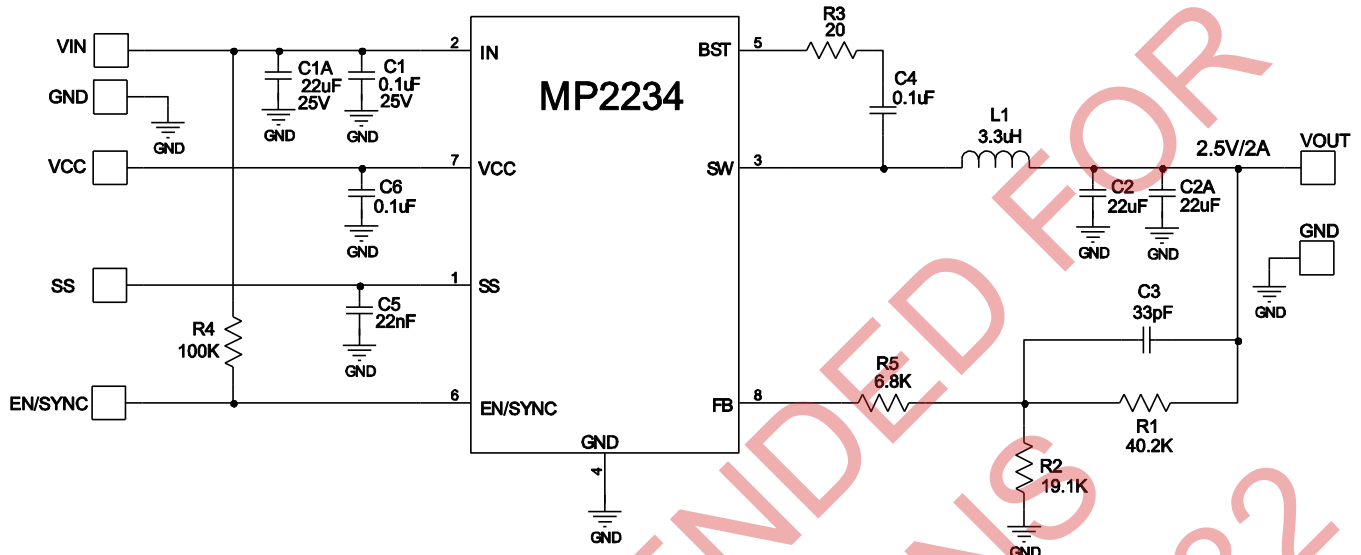 VIN
GND
GND
C1A
22uF
25V
GND
C1
0.1uF
25V
GND
2
IN
MP2234
BST
5
R3
20
C4
0.1uF
VCC
7
VCC
C6
0.1uF
GND
SW
3
L1
3.3uH
2.5V/2A
VOUT
C2
22uF
GND
C2A
22uF
GND
GND
GND
SS
1
SS
C5
22nF
GND
R4
100K
C3
33pF
EN/SYNC
6
EN/SYNC
FB
8
R5
6.8K
R1
40.2K
R2
19.1K
GND
GND
4
GND
ENDED FOR
NS